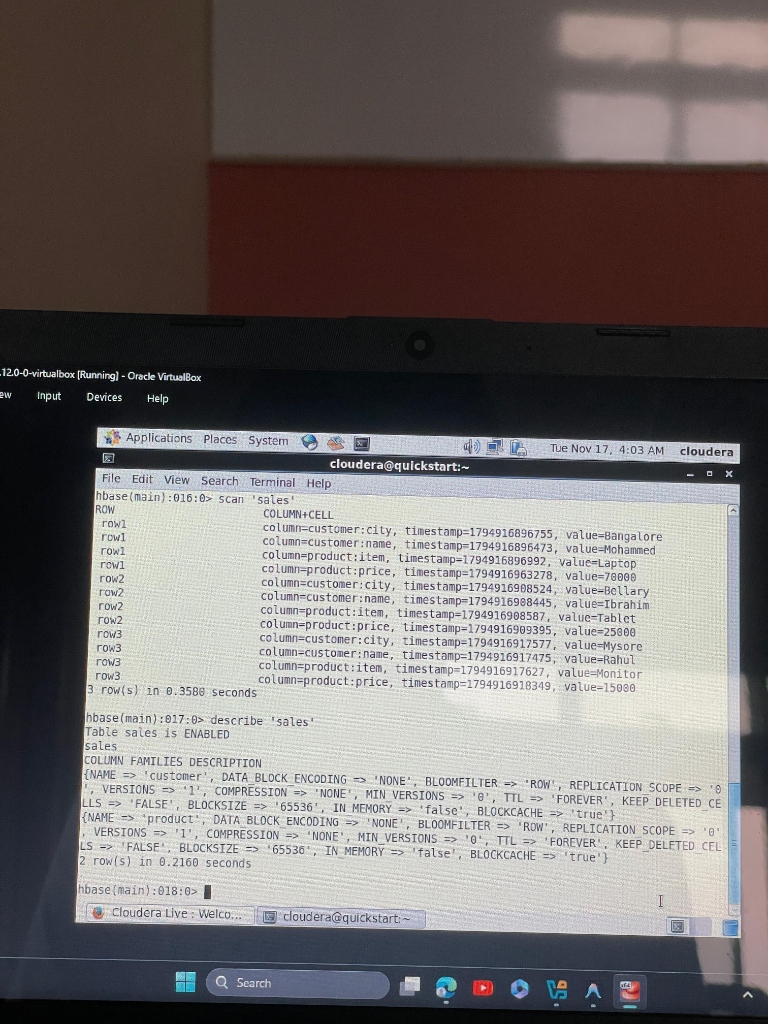 .12.0-0-virtualbox [Running] - Oracle VirtualBox
ew Input Devices Help
Applications Places System Tue Nov 17, 4:03 AM cloudera
cloudera@quickstart:~
File Edit View Search Terminal Help
hbase(main):016:0> scan 'sales'
ROW COLUMN+CELL
row1 column=customer:city, timestamp=1794916896755, value=Bangalore
row1 column=customer:name, timestamp=1794916896473, value=Mohammed
row1 column=product:item, timestamp=1794916896992, value=Laptop
row1 column=product:price, timestamp=1794916963278, value=70000
row2 column=customer:city, timestamp=1794916908524, value=Bellary
row2 column=customer:name, timestamp=1794916908445, value=Ibrahim
row2 column=product:item, timestamp=1794916908587, value=Tablet
row2 column=product:price, timestamp=1794916909395, value=25000
row3 column=customer:city, timestamp=1794916917577, value=Mysore
row3 column=customer:name, timestamp=1794916917475, value=Rahul
row3 column=product:item, timestamp=1794916917627, value=Monitor
row3 column=product:price, timestamp=1794916918349, value=15000
3 row(s) in 0.3580 seconds
hbase(main):017:0> describe 'sales'
Table sales is ENABLED
sales
COLUMN FAMILIES DESCRIPTION
{NAME => 'customer', DATA_BLOCK_ENCODING => 'NONE', BLOOMFILTER => 'ROW', REPLICATION_SCOPE => '0
', VERSIONS => '1', COMPRESSION => 'NONE', MIN_VERSIONS => '0', TTL => 'FOREVER', KEEP_DELETED_CE
LLS => 'FALSE', BLOCKSIZE => '65536', IN_MEMORY => 'false', BLOCKCACHE => 'true'}
{NAME => 'product', DATA_BLOCK_ENCODING => 'NONE', BLOOMFILTER => 'ROW', REPLICATION_SCOPE => '0'
, VERSIONS => '1', COMPRESSION => 'NONE', MIN_VERSIONS => '0', TTL => 'FOREVER', KEEP_DELETED_CEL
LS => 'FALSE', BLOCKSIZE => '65536', IN_MEMORY => 'false', BLOCKCACHE => 'true'}
2 row(s) in 0.2160 seconds
hbase(main):018:0>
Cloudera Live : Welco... cloudera@quickstart:~
Search